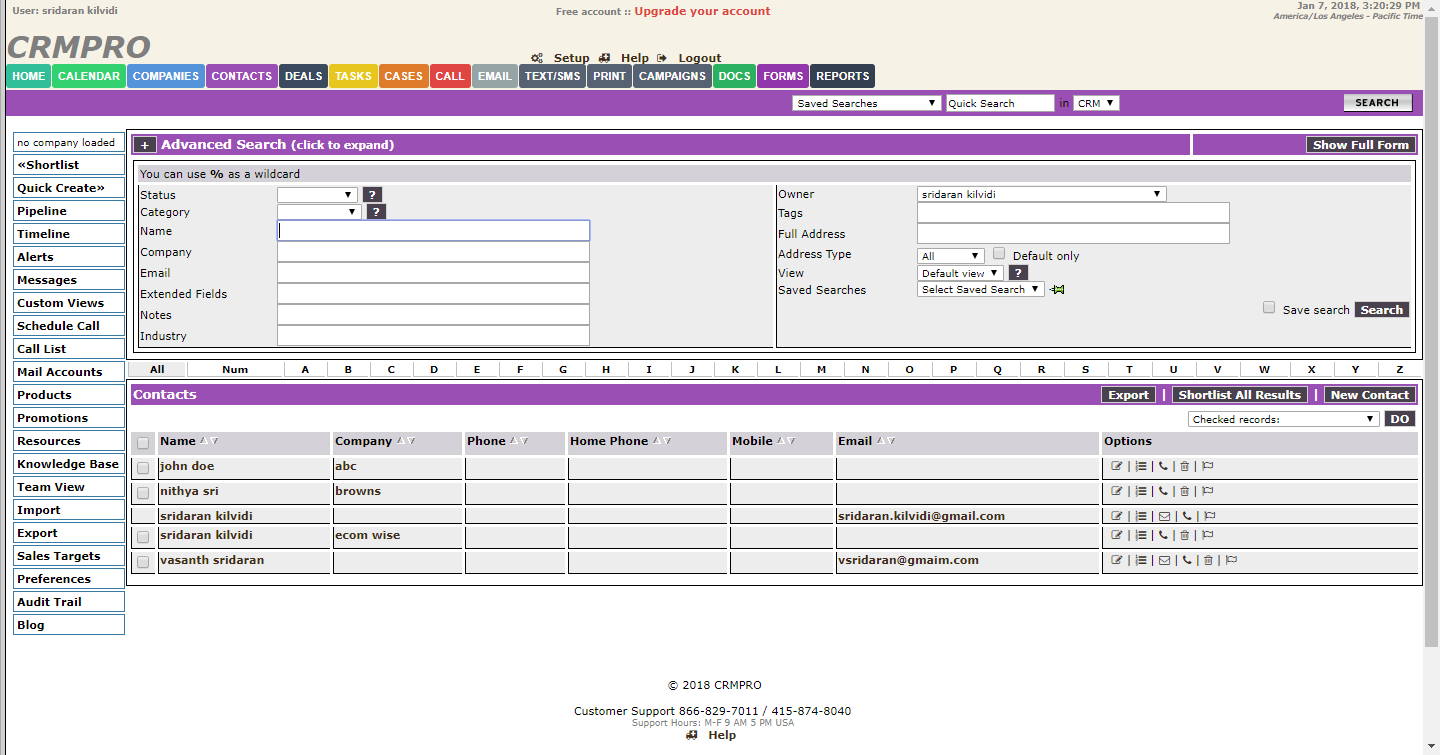 User: sridaran kilvidi
Free account :: Upgrade your account
Jan 7, 2018, 3:20:29 PM
America/Los Angeles - Pacific Time
CRMPRO
Setup Help Logout
HOME CALENDAR COMPANIES CONTACTS DEALS TASKS CASES CALL EMAIL TEXT/SMS PRINT CAMPAIGNS DOCS FORMS REPORTS
Saved Searches Quick Search in CRM SEARCH
no company loaded
«Shortlist
Quick Create»
Pipeline
Timeline
Alerts
Messages
Custom Views
Schedule Call
Call List
Mail Accounts
Products
Promotions
Resources
Knowledge Base
Team View
Import
Export
Sales Targets
Preferences
Audit Trail
Blog
+ Advanced Search (click to expand) Show Full Form
You can use % as a wildcard
Status ?
Category ?
Name
Company
Email
Extended Fields
Notes
Industry
Owner sridaran kilvidi
Tags
Full Address
Address Type All Default only
View Default view ?
Saved Searches Select Saved Search
Save search Search
All Num A B C D E F G H I J K L M N O P Q R S T U V W X Y Z
Contacts Export | Shortlist All Results | New Contact
Checked records: DO
Name Company Phone Home Phone Mobile Email Options
john doe abc | | | |
nithya sri browns | | | |
sridaran kilvidi sridaran.kilvidi@gmail.com | | | |
sridaran kilvidi ecom wise | | | |
vasanth sridaran vsridaran@gmaim.com | | | | |
© 2018 CRMPRO
Customer Support 866-829-7011 / 415-874-8040
Support Hours: M-F 9 AM 5 PM USA
Help